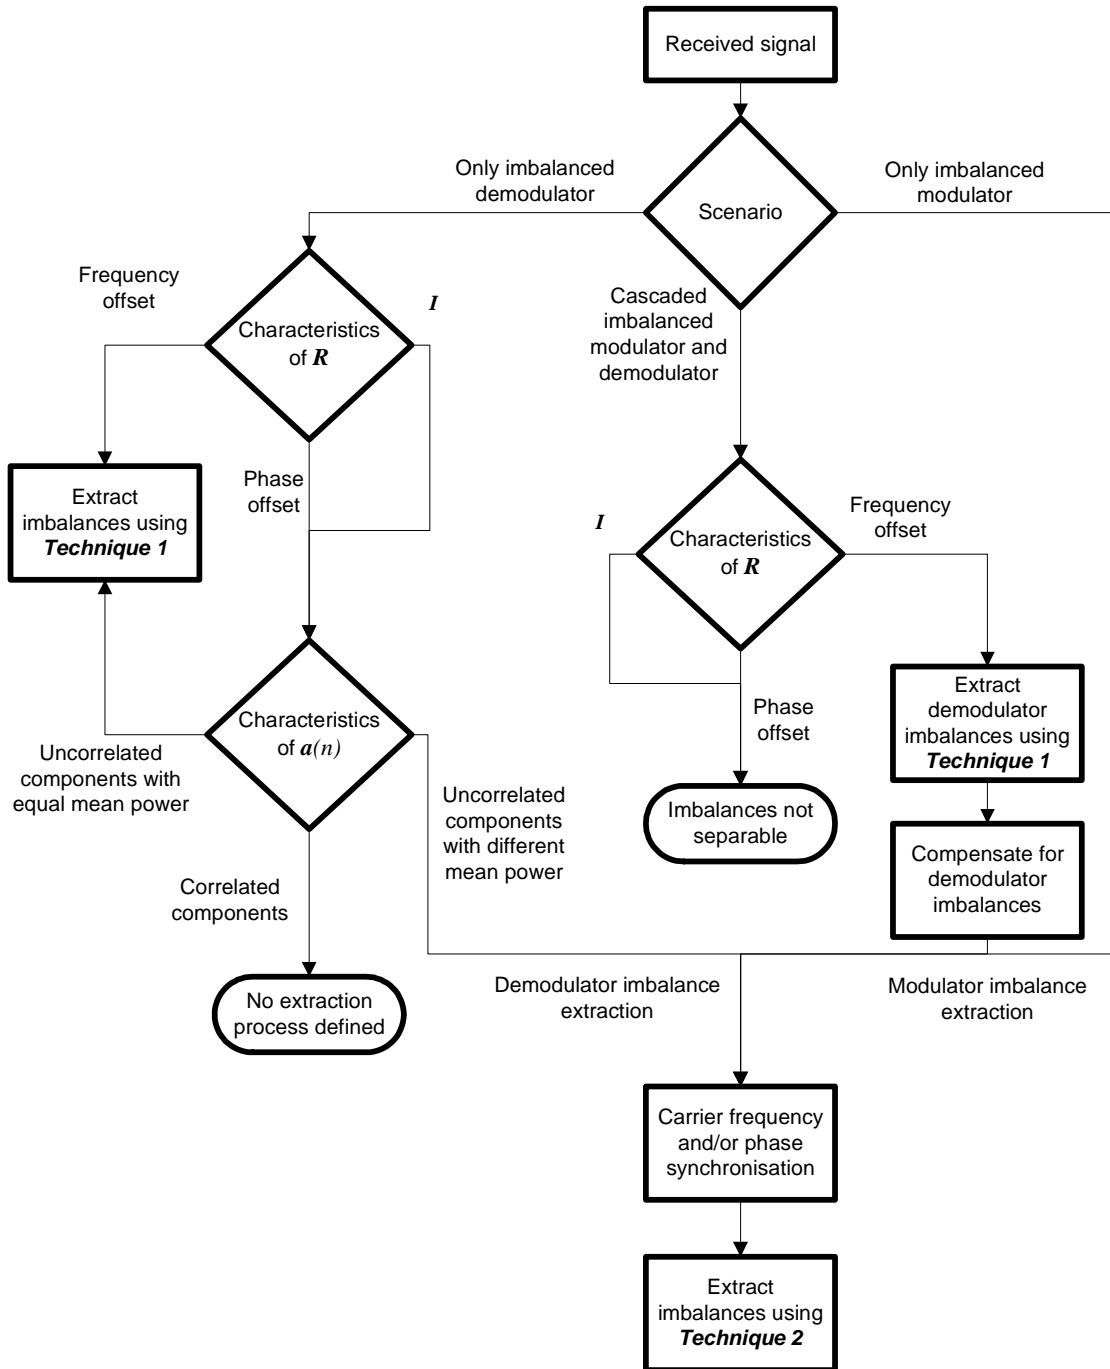 Received signal
Only imbalanced
demodulator
Scenario
Only imbalanced
modulator
Frequency
offset
I
Characteristics
of R
Cascaded
imbalanced
modulator and
demodulator
Extract
imbalances using
Technique 1
Phase
offset
I
Characteristics
of R
Frequency
offset
Characteristics
of a(n)
Uncorrelated
components with
equal mean power
Uncorrelated
components
with different
mean power
Phase
offset
Extract
demodulator
imbalances using
Technique 1
Imbalances not
separable
Compensate for
demodulator
imbalances
Correlated
components
No extraction
process defined
Demodulator imbalance
extraction
Modulator imbalance
extraction
Carrier frequency
and/or phase
synchronisation
Extract
imbalances using
Technique 2